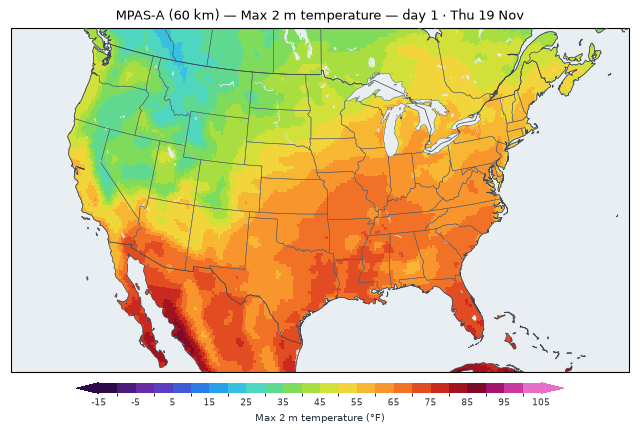 MPAS-A (60 km) — Max 2 m temperature — day 1 · Thu 19 Nov
-15 -5 5 15 25 35 45 55 65 75 85 95 105
Max 2 m temperature (°F)